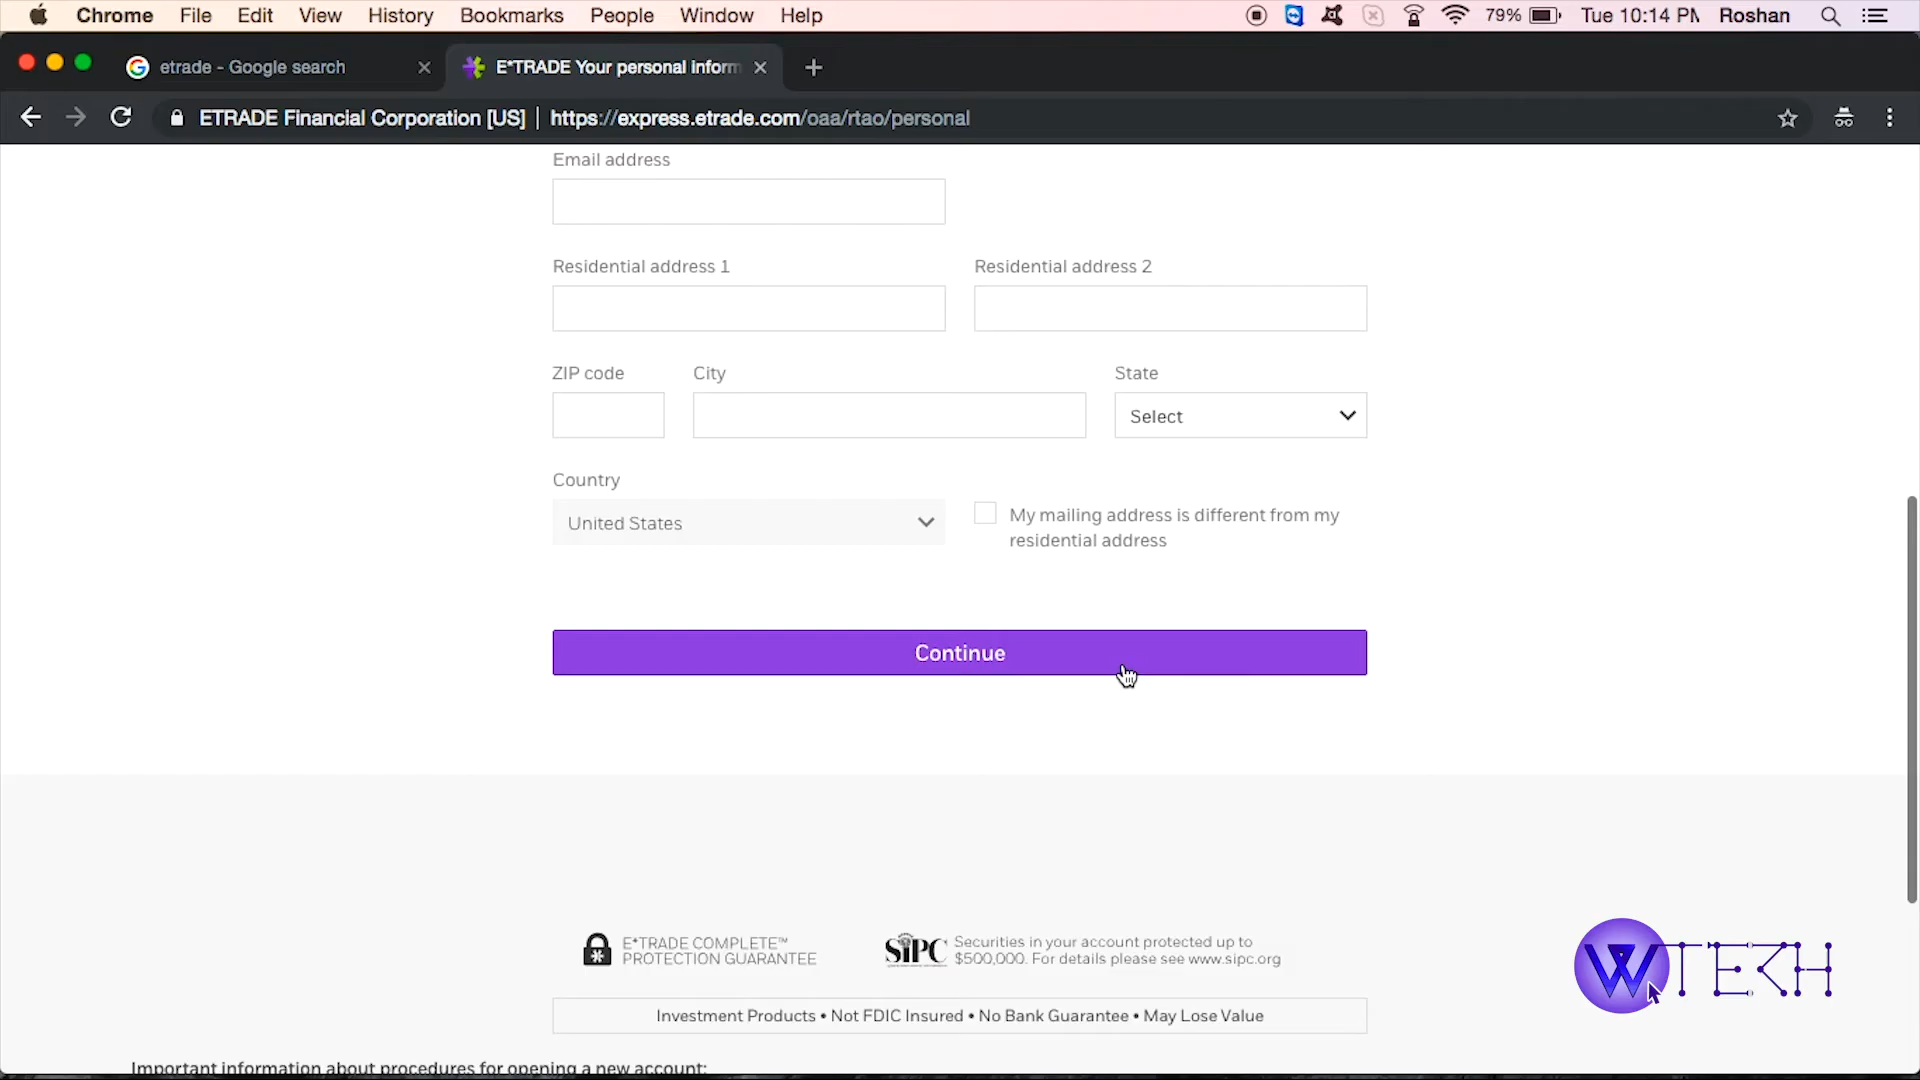 Chrome File Edit View History Bookmarks People Window Help 79% Tue 10:14 PM Roshan
etrade - Google search
E*TRADE Your personal inform
ETRADE Financial Corporation [US] | https://express.etrade.com/oaa/rtao/personal
Email address
Residential address 1 Residential address 2
ZIP code City State
Select
Country
United States
My mailing address is different from my
residential address
Continue
E*TRADE COMPLETE™
PROTECTION GUARANTEE
SIPC
Securities in your account protected up to
$500,000. For details please see www.sipc.org
WTECH
Investment Products • Not FDIC Insured • No Bank Guarantee • May Lose Value
Important information about procedures for opening a new account: